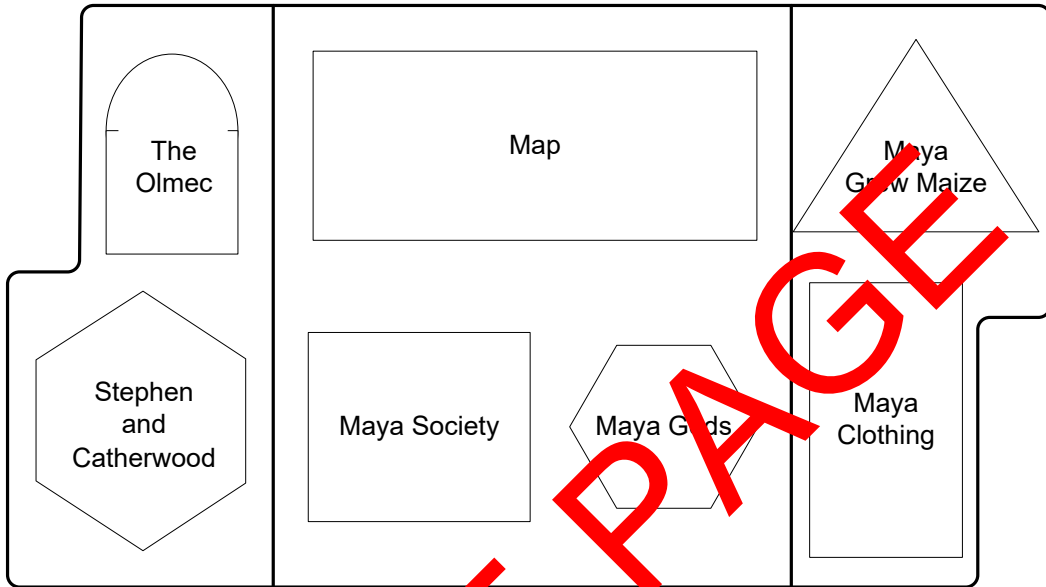 The
Olmec
Map
Maya
Grow Maize
Stephen
and
Catherwood
Maya Society
Maya Gods
Maya
Clothing
PAGE